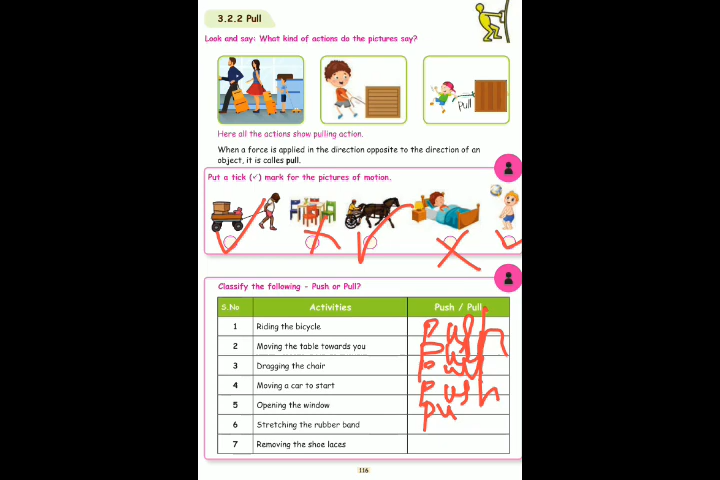 3.2.2 Pull
Look and say: What kind of actions do the pictures say?
Pull
Here all the actions show pulling action.
When a force is applied in the direction opposite to the direction of an
object, it is calles pull.
Put a tick (✓) mark for the pictures of motion.
Classify the following - Push or Pull?
S.No Activities Push / Pull
1 Riding the bicycle Push
2 Moving the table towards you Pull
3 Dragging the chair Pull
4 Moving a car to start Push
5 Opening the window Pu
6 Stretching the rubber band
7 Removing the shoe laces
116